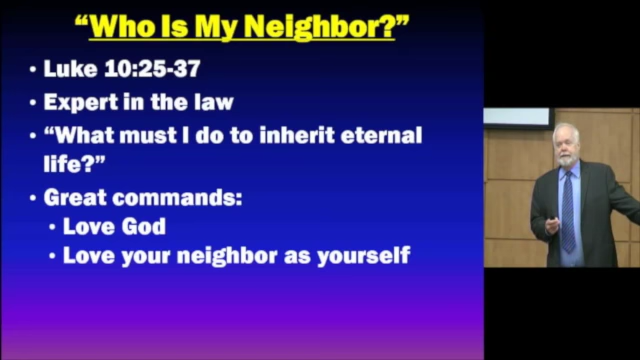 “Who Is My Neighbor?”
• Luke 10:25-37
• Expert in the law
• “What must I do to inherit eternal
life?”
• Great commands:
• Love God
• Love your neighbor as yourself